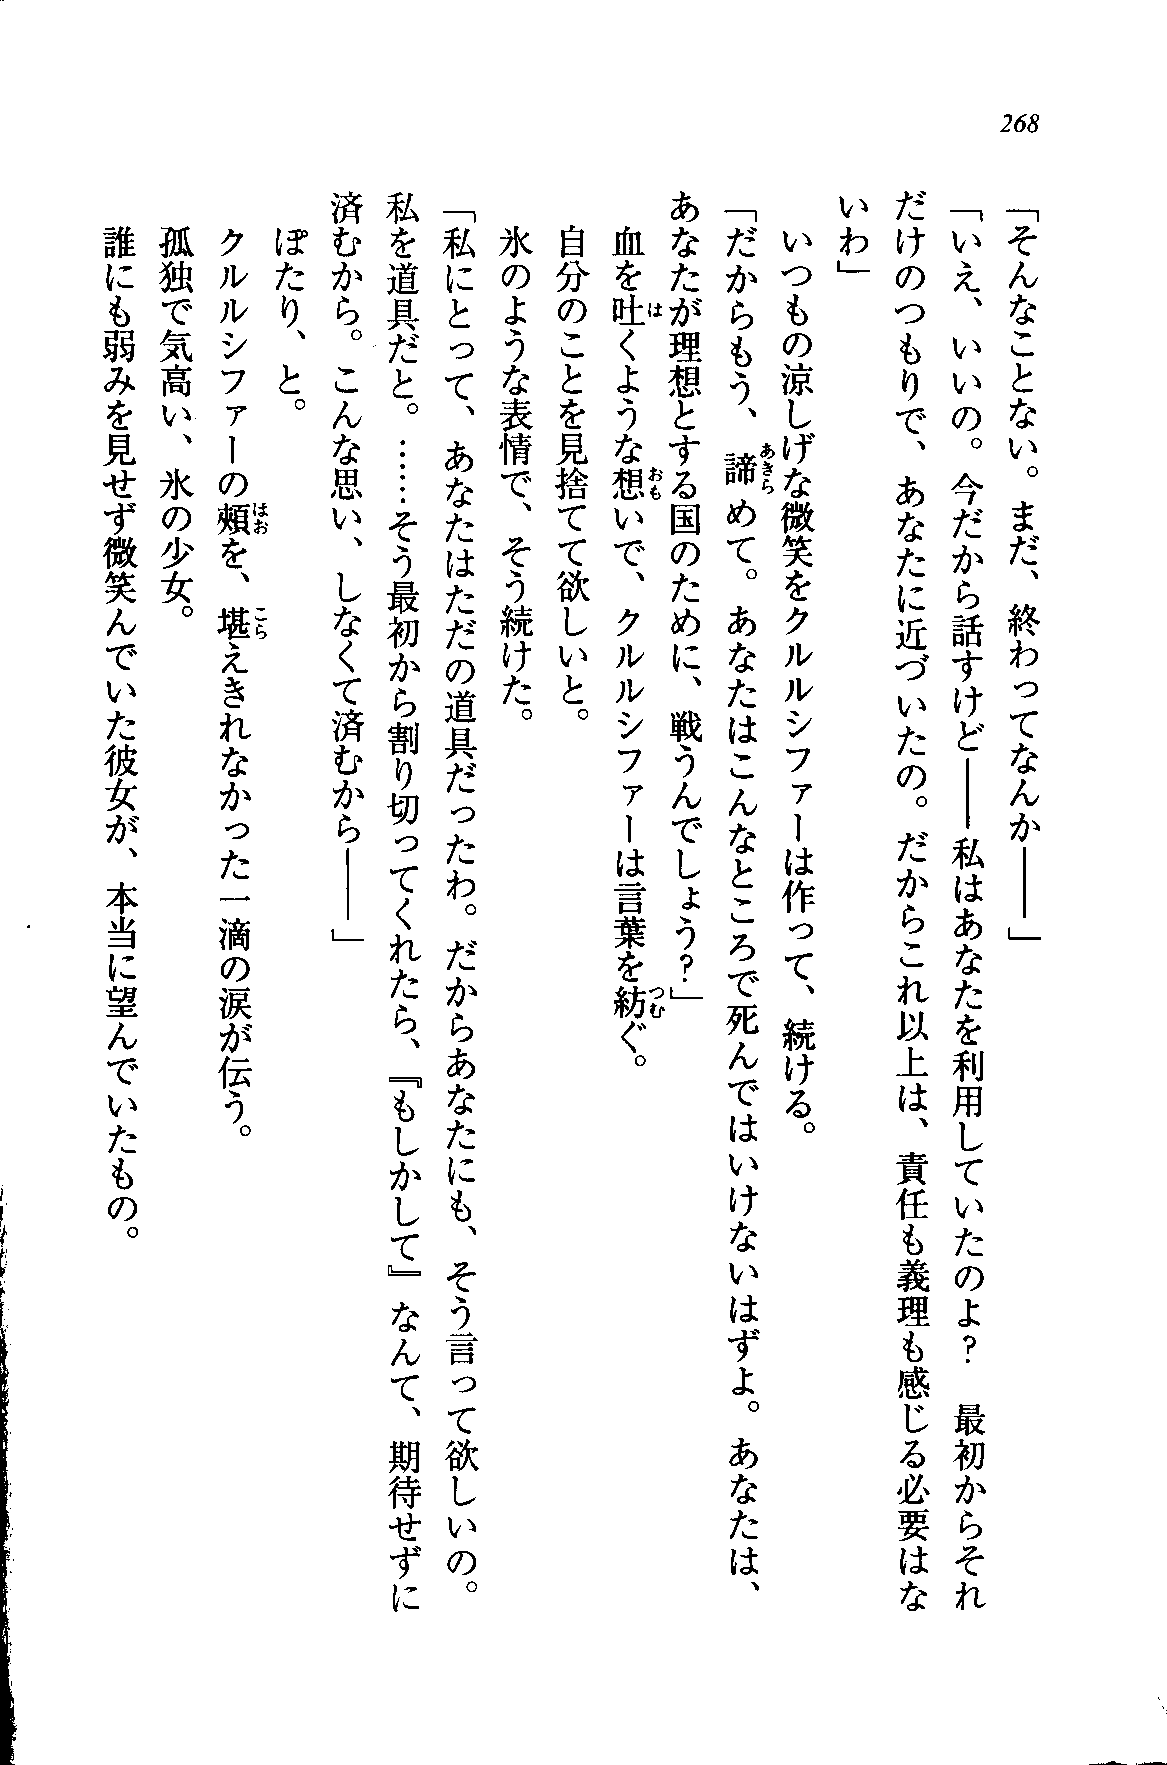 268
「そんなことない。まだ、終わってなんか――」
「いえ、いいの。今だから話すけど――私はあなたを利用していたのよ？　最初からそれ
だけのつもりで、あなたに近づいたの。だからこれ以上は、責任も義理も感じる必要はな
いわ」
いつもの涼しげな微笑をクルルシファーは作って、続ける。
「だからもう、諦めて。あなたはこんなところで死んではいけないはずよ。あなたは、
あなたが理想とする国のために、戦うんでしょう？」
血を吐くような想いで、クルルシファーは言葉を紡ぐ。
自分のことを見捨てて欲しいと。
氷のような表情で、そう続けた。
「私にとって、あなたはただの道具だったわ。だからあなたにも、そう言って欲しいの。
私を道具だと。……そう最初から割り切ってくれたら、『もしかして』なんて、期待せずに
済むから。こんな思い、しなくて済むから――」
ぽたり、と。
クルルシファーの頬を、堪えきれなかった一滴の涙が伝う。
孤独で気高い、氷の少女。
誰にも弱みを見せず微笑んでいた彼女が、本当に望んでいたもの。